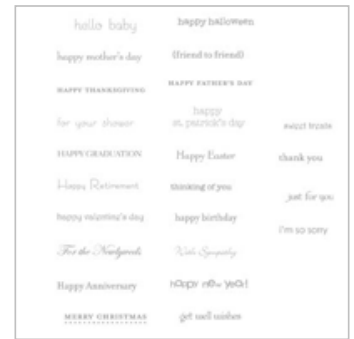 hello baby
happy mother's day
HAPPY THANKSGIVING
for your shower
HAPPY GRADUATION
Happy Retirement
happy valentine's day
For the Newlyweds
Happy Anniversary
MERRY CHRISTMAS
happy halloween
(friend to friend)
HAPPY FATHER'S DAY
happy
st. patrick's day
Happy Easter
thinking of you
happy birthday
With Sympathy
happy new year!
get well wishes
sweet treats
thank you
just for you
i'm so sorry